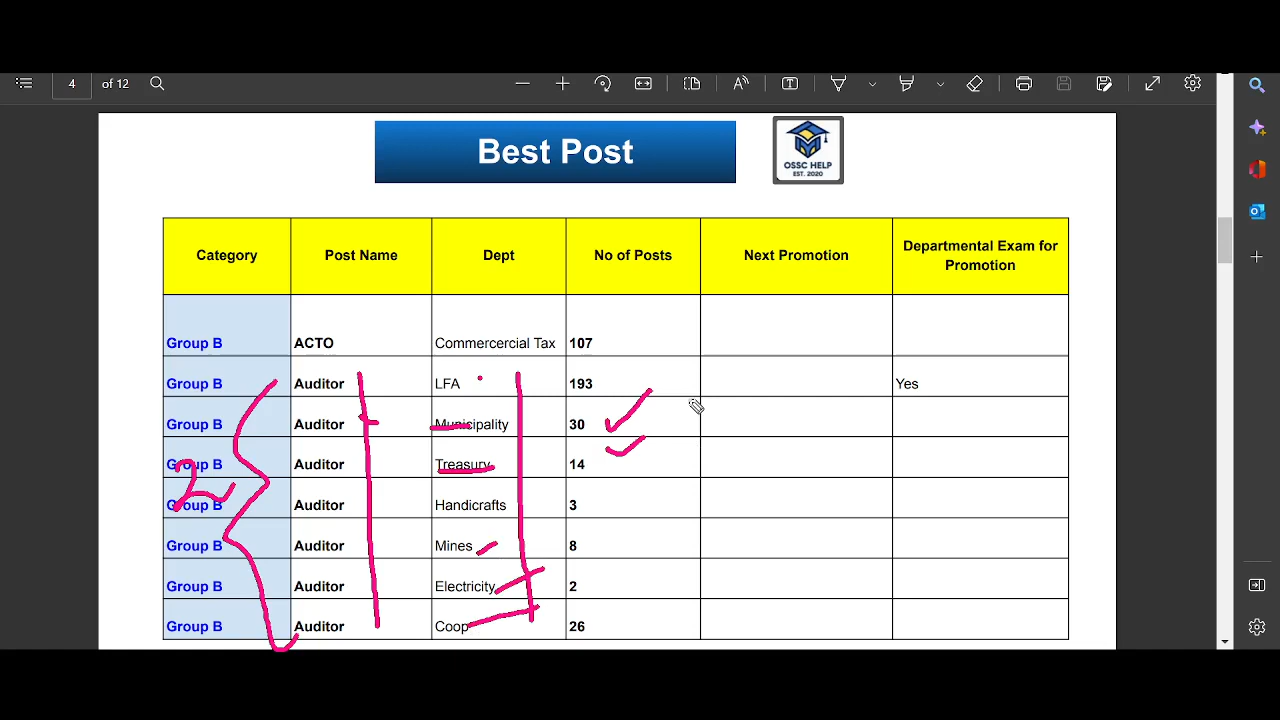 4 of 12
Best Post
OSSC HELP
EST. 2020
Category Post Name Dept No of Posts Next Promotion Departmental Exam for Promotion
Group B ACTO Commercercial Tax 107
Group B Auditor LFA 193 Yes
Group B Auditor Municipality 30
Group B Auditor Treasury 14
Group B Auditor Handicrafts 3
Group B Auditor Mines 8
Group B Auditor Electricity 2
Group B Auditor Coop 26
2